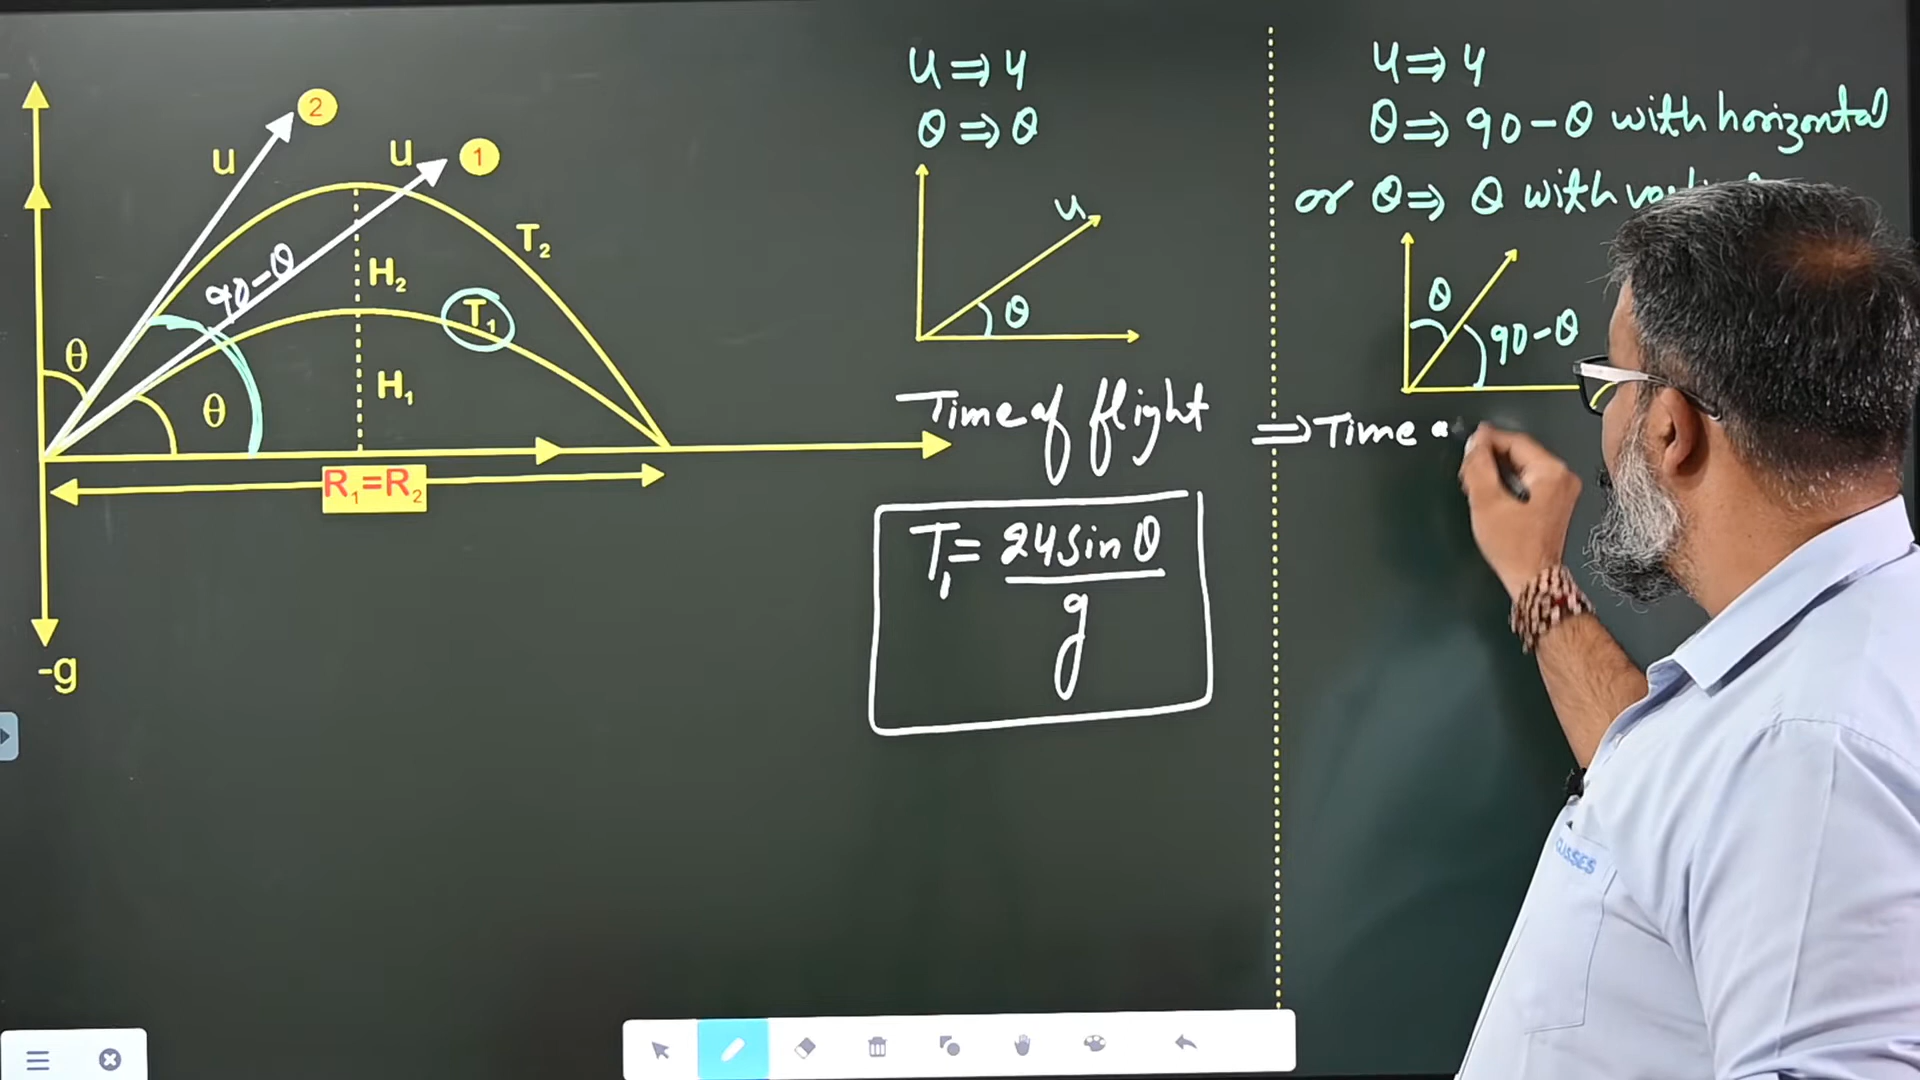 2
u
u
1
T₂
90-θ
H₂
T₁
θ
H₁
θ
R₁=R₂
-g
u ⇒ u
θ ⇒ θ
u
θ
Time of flight
T₁ = 2u sin θ
g
u ⇒ u
θ ⇒ 90-θ with horizontal
or θ ⇒ θ with
θ
90-θ
⇒ Time